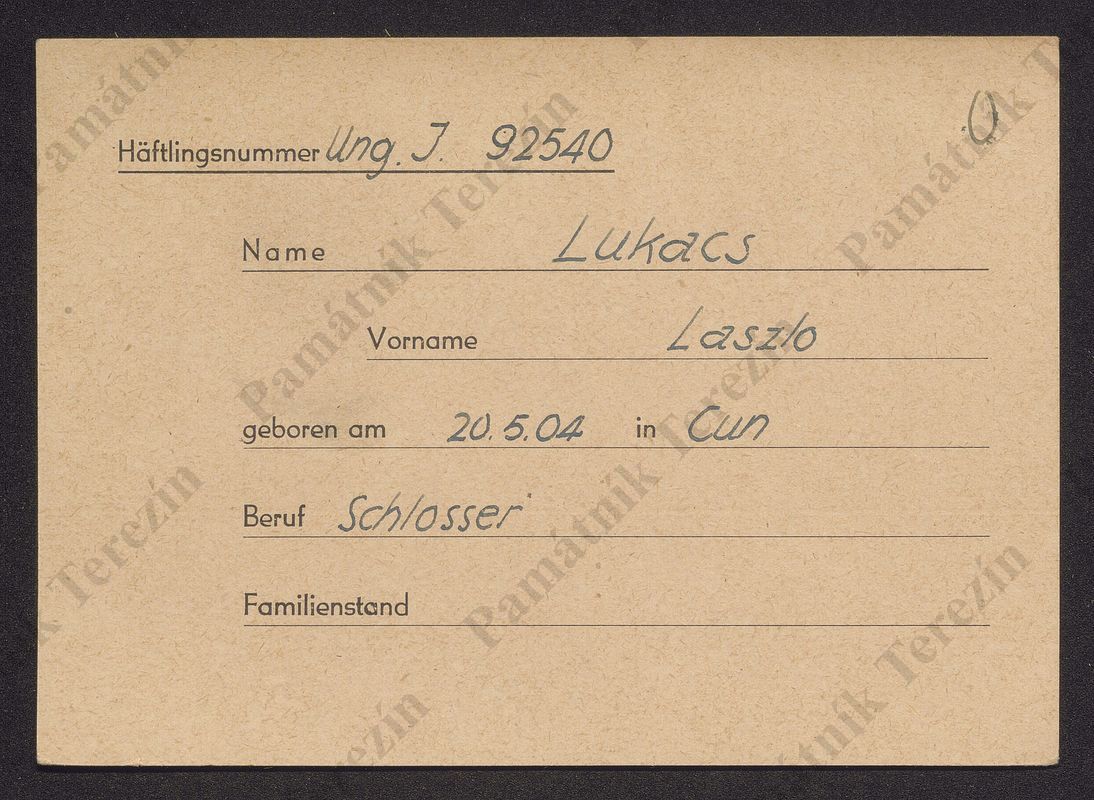 Häftlingsnummer Ung. J. 92540
Name Lukacs
Vorname Laszlo
geboren am 20.5.04 in Cun
Beruf Schlosser
Familienstand
Památník Terezín